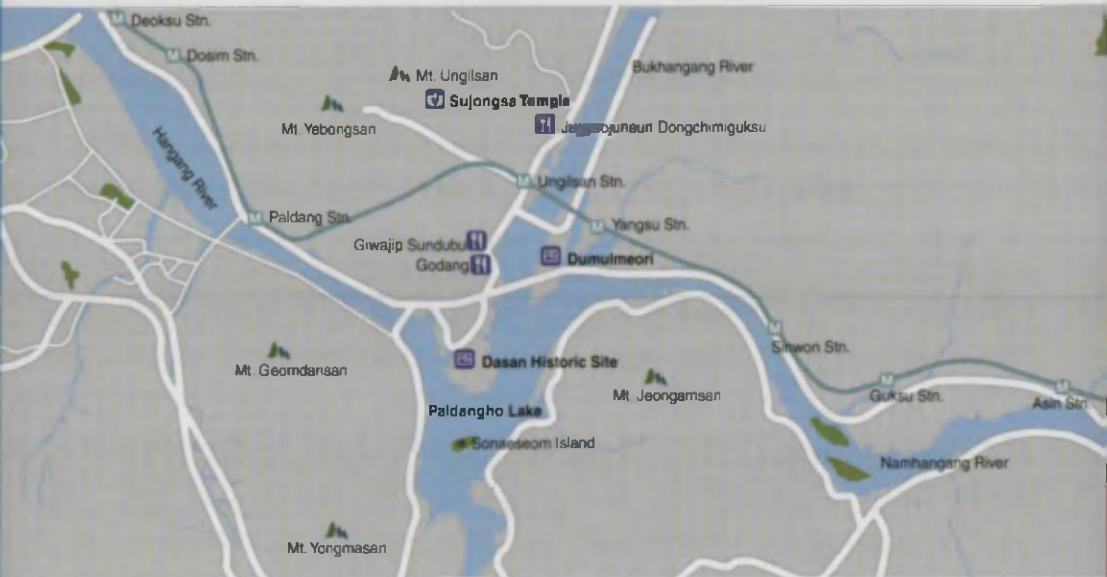 Deoksu Stn.
Dosim Stn.
Bukhangang River
Mt. Ungilsan
Sujongsa Temple
Mt. Yebongsan
Dongchimiguksu
Hangang River
Ungilsan Stn.
Paldang Stn.
Yangsu Stn.
Giwajip Sundubu
Godang
Dumulmeori
Sinwon Stn.
Dasan Historic Site
Mt. Geomdansan
Mt. Jeongamsan
Guksu Stn.
Asin Stn.
Paldangho Lake
Sonaeseom Island
Namhangang River
Mt. Yongmasan